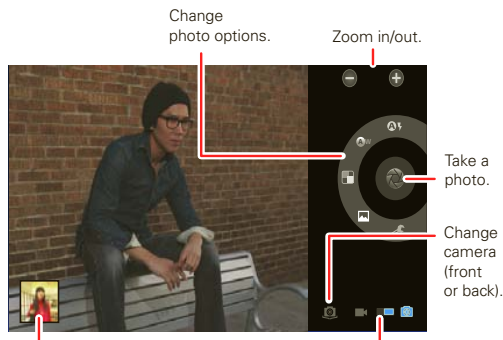 Change
photo options.
Zoom in/out.
Take a
photo.
Change
camera
(front
or back).